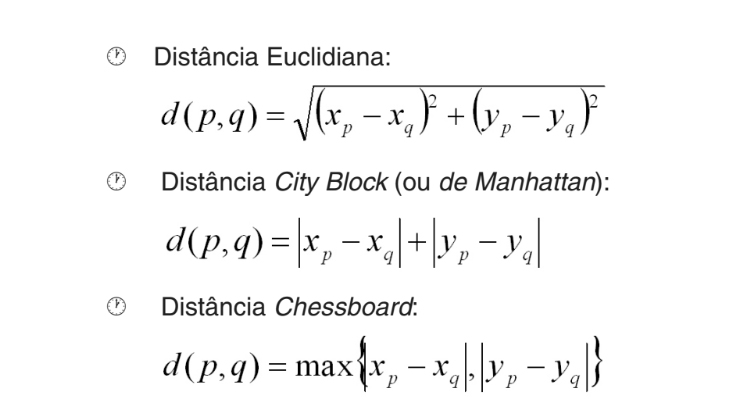 Distância Euclidiana:
d(p,q) = √((x_p − x_q)² + (y_p − y_q)²)
Distância City Block (ou de Manhattan):
d(p,q) = |x_p − x_q| + |y_p − y_q|
Distância Chessboard:
d(p,q) = max{|x_p − x_q|, |y_p − y_q|}